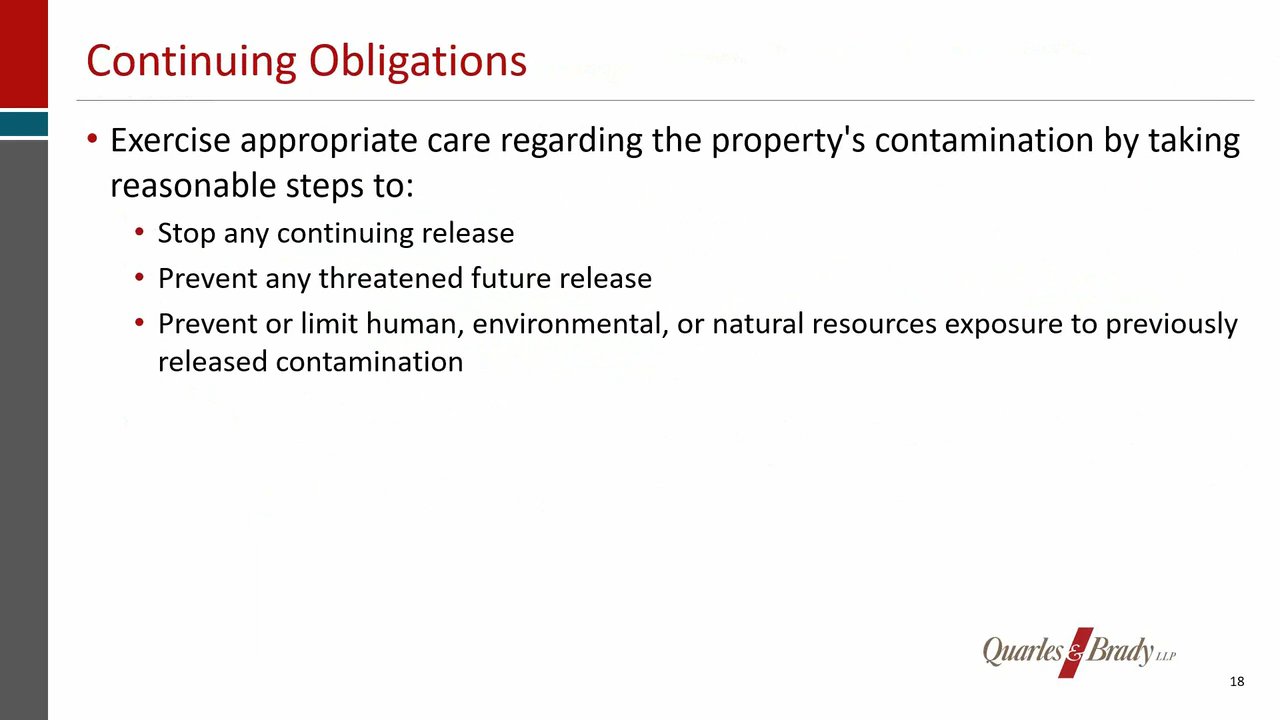 Continuing Obligations
• Exercise appropriate care regarding the property's contamination by taking
reasonable steps to:
• Stop any continuing release
• Prevent any threatened future release
• Prevent or limit human, environmental, or natural resources exposure to previously
released contamination
Quarles & Brady LLP
18